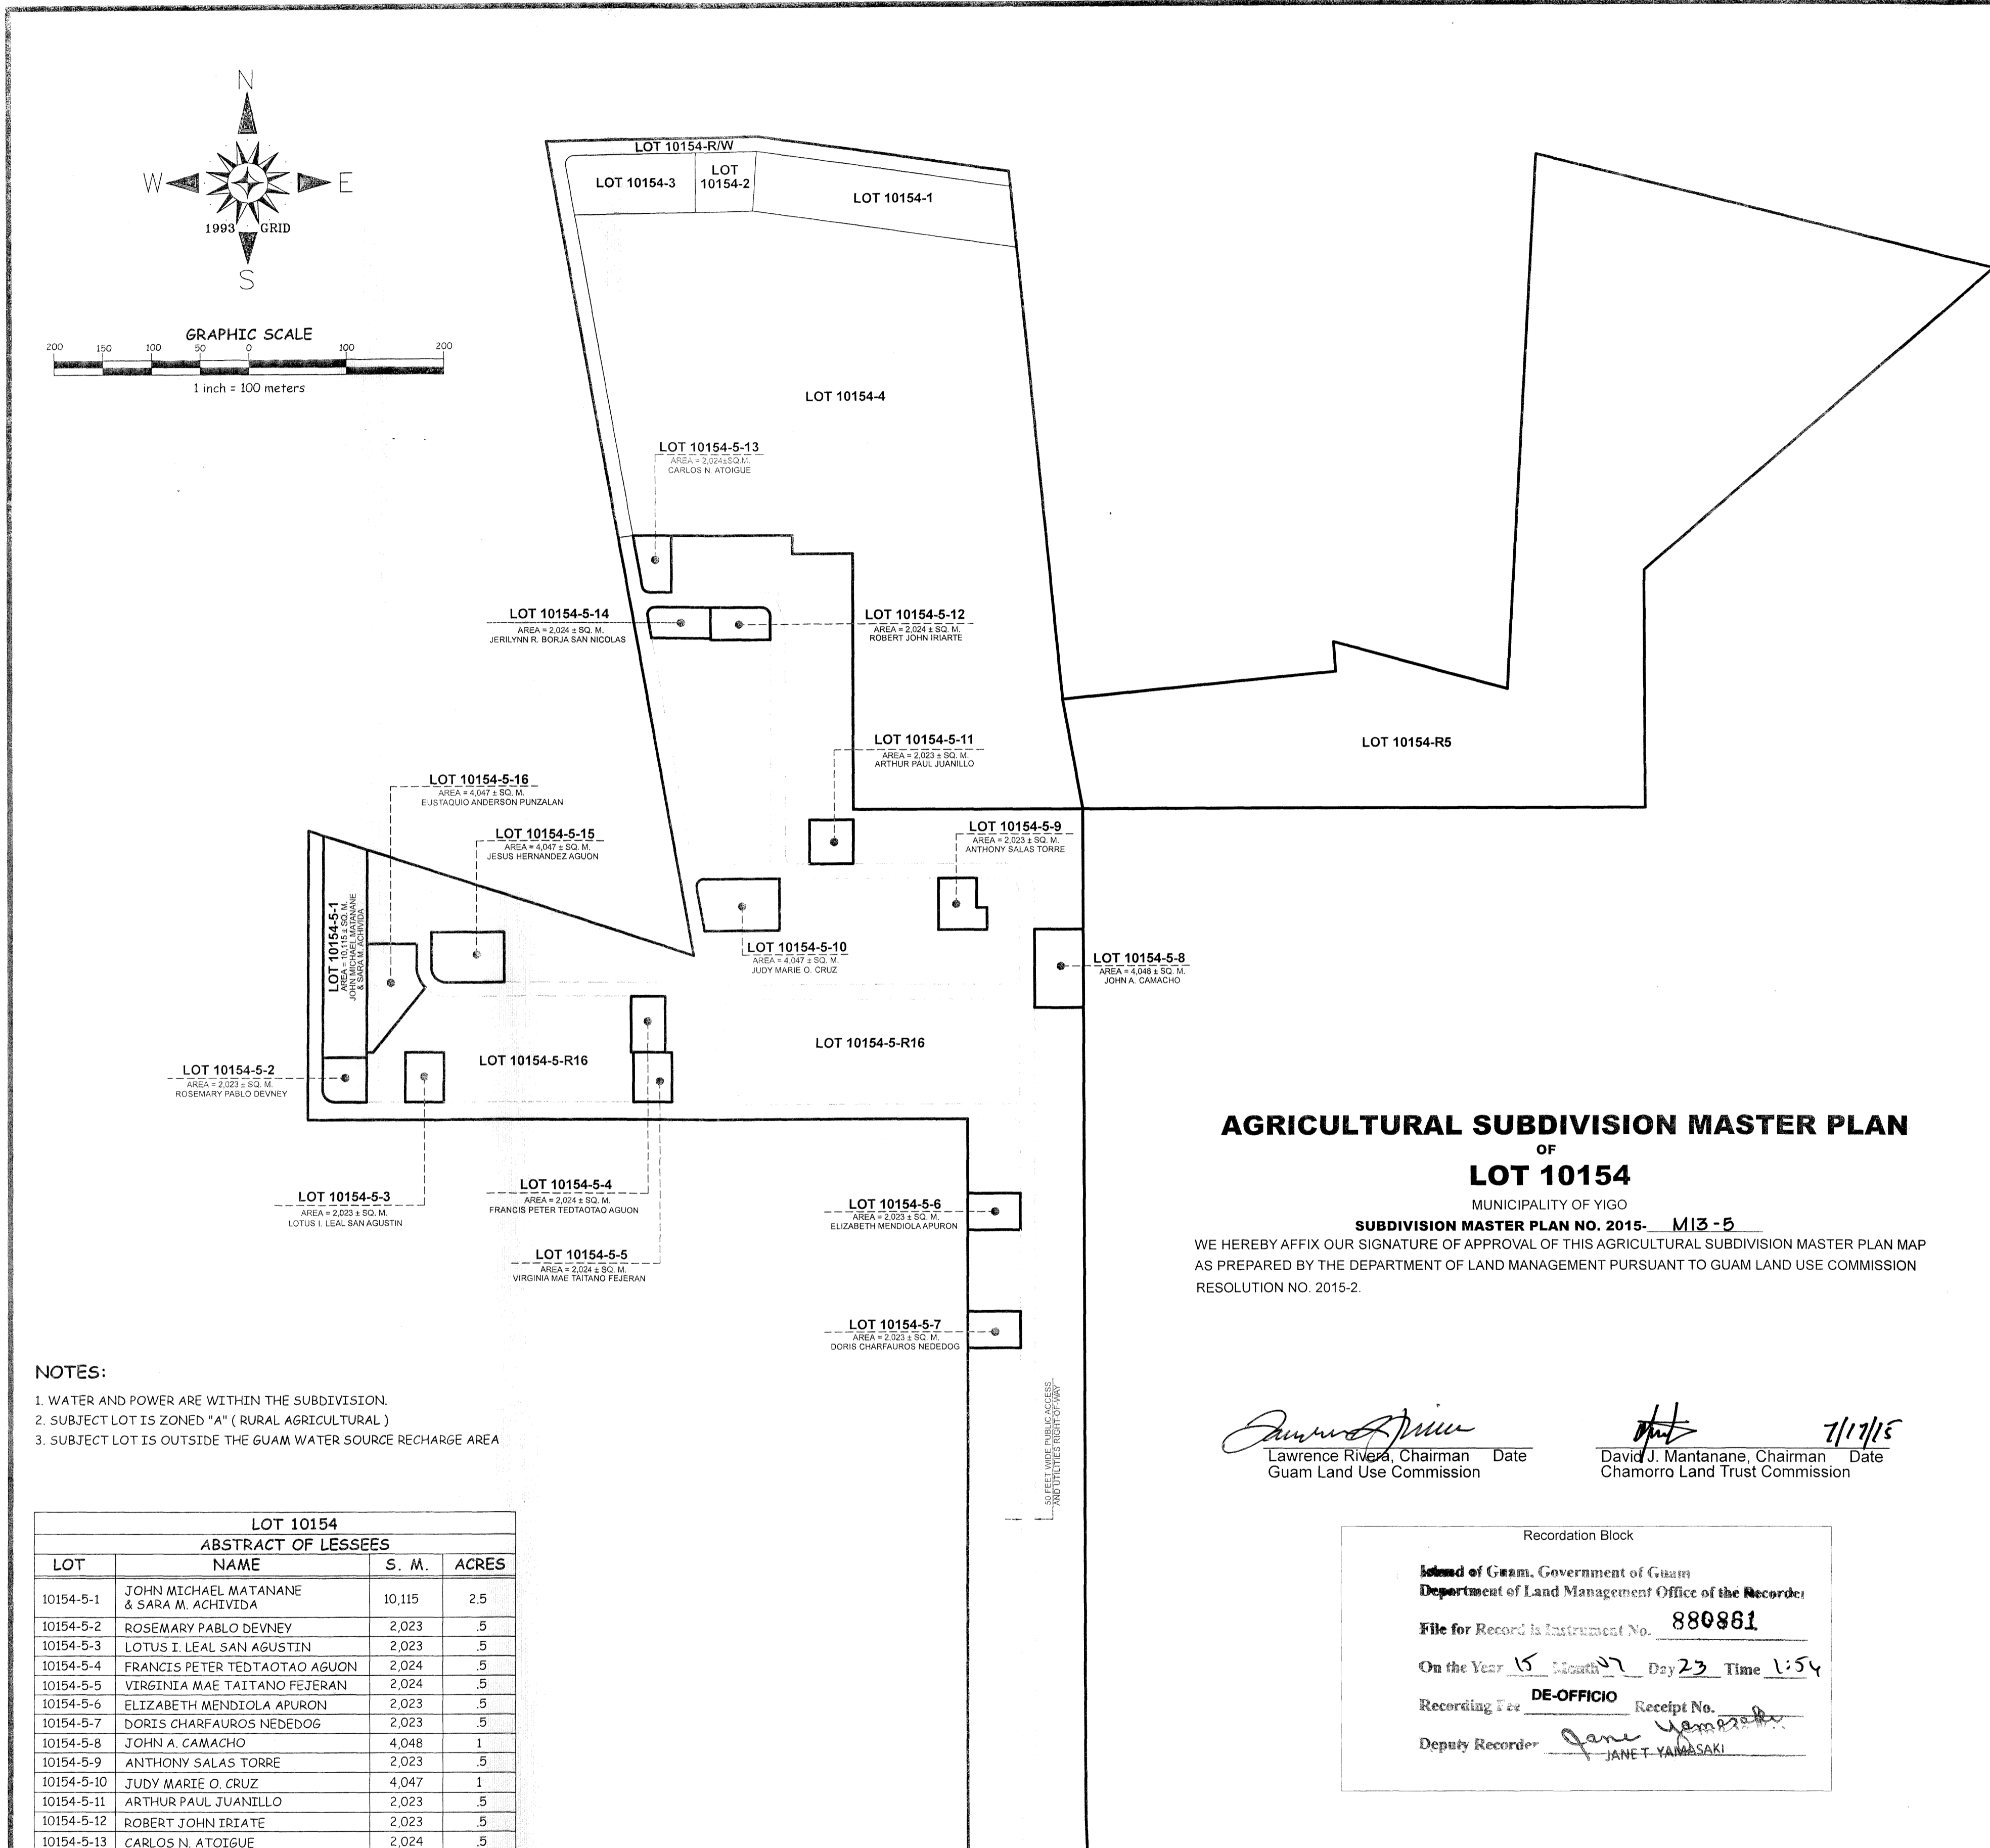 N
W
E
1993 GRID
S
GRAPHIC SCALE
200 150 100 50 0 100 200
1 inch = 100 meters
LOT 10154-R/W
LOT 10154-3
LOT
10154-2
LOT 10154-1
LOT 10154-4
LOT 10154-5-13
AREA = 2,024±SQ.M.
CARLOS N. ATOIGUE
LOT 10154-5-14
AREA = 2,024 ± SQ. M.
JERILYNN R. BORJA SAN NICOLAS
LOT 10154-5-12
AREA = 2,024 ± SQ. M.
ROBERT JOHN IRIARTE
LOT 10154-5-11
AREA = 2,023 ± SQ. M.
ARTHUR PAUL JUANILLO
LOT 10154-R5
LOT 10154-5-16
AREA = 4,047 ± SQ. M.
EUSTAQUIO ANDERSON PUNZALAN
LOT 10154-5-15
AREA = 4,047 ± SQ. M.
JESUS HERNANDEZ AGUON
LOT 10154-5-9
AREA = 2,023 ± SQ. M.
ANTHONY SALAS TORRE
LOT 10154-5-1
AREA = 10,115 ± SQ. M.
JOHN MICHAEL MATANANE
& SARA M. ACHIVIDA
LOT 10154-5-10
AREA = 4,047 ± SQ. M.
JUDY MARIE O. CRUZ
LOT 10154-5-8
AREA = 4,048 ± SQ. M.
JOHN A. CAMACHO
LOT 10154-5-R16
LOT 10154-5-R16
LOT 10154-5-2
AREA = 2,023 ± SQ. M.
ROSEMARY PABLO DEVNEY
LOT 10154-5-3
AREA = 2,023 ± SQ. M.
LOTUS I. LEAL SAN AGUSTIN
LOT 10154-5-4
AREA = 2,024 ± SQ. M.
FRANCIS PETER TEDTAOTAO AGUON
LOT 10154-5-5
AREA = 2,024 ± SQ. M.
VIRGINIA MAE TAITANO FEJERAN
LOT 10154-5-6
AREA = 2,023 ± SQ. M.
ELIZABETH MENDIOLA APURON
LOT 10154-5-7
AREA = 2,023 ± SQ. M.
DORIS CHARFAUROS NEDEDOG
50 FEET WIDE PUBLIC ACCESS
AND UTILITIES RIGHT-OF-WAY
AGRICULTURAL SUBDIVISION MASTER PLAN
OF
LOT 10154
MUNICIPALITY OF YIGO
SUBDIVISION MASTER PLAN NO. 2015- M13-5
WE HEREBY AFFIX OUR SIGNATURE OF APPROVAL OF THIS AGRICULTURAL SUBDIVISION MASTER PLAN MAP
AS PREPARED BY THE DEPARTMENT OF LAND MANAGEMENT PURSUANT TO GUAM LAND USE COMMISSION
RESOLUTION NO. 2015-2.
Lawrence Rivera, Chairman Date
Guam Land Use Commission
7/17/15
David J. Mantanane, Chairman Date
Chamorro Land Trust Commission
Recordation Block
Island of Guam, Government of Guam
Department of Land Management Office of the Recorder
File for Record is Instrument No. 880861
On the Year 15 Month 07 Day 23 Time 1:54
Recording Fee DE-OFFICIO Receipt No.
Deputy Recorder Jane Yamasaki
JANET YAMASAKI
NOTES:
1. WATER AND POWER ARE WITHIN THE SUBDIVISION.
2. SUBJECT LOT IS ZONED "A" ( RURAL AGRICULTURAL )
3. SUBJECT LOT IS OUTSIDE THE GUAM WATER SOURCE RECHARGE AREA
LOT 10154
ABSTRACT OF LESSEES
LOT NAME S. M. ACRES
10154-5-1 JOHN MICHAEL MATANANE & SARA M. ACHIVIDA 10,115 2.5
10154-5-2 ROSEMARY PABLO DEVNEY 2,023 .5
10154-5-3 LOTUS I. LEAL SAN AGUSTIN 2,023 .5
10154-5-4 FRANCIS PETER TEDTAOTAO AGUON 2,024 .5
10154-5-5 VIRGINIA MAE TAITANO FEJERAN 2,024 .5
10154-5-6 ELIZABETH MENDIOLA APURON 2,023 .5
10154-5-7 DORIS CHARFAUROS NEDEDOG 2,023 .5
10154-5-8 JOHN A. CAMACHO 4,048 1
10154-5-9 ANTHONY SALAS TORRE 2,023 .5
10154-5-10 JUDY MARIE O. CRUZ 4,047 1
10154-5-11 ARTHUR PAUL JUANILLO 2,023 .5
10154-5-12 ROBERT JOHN IRIATE 2,023 .5
10154-5-13 CARLOS N. ATOIGUE 2,024 .5